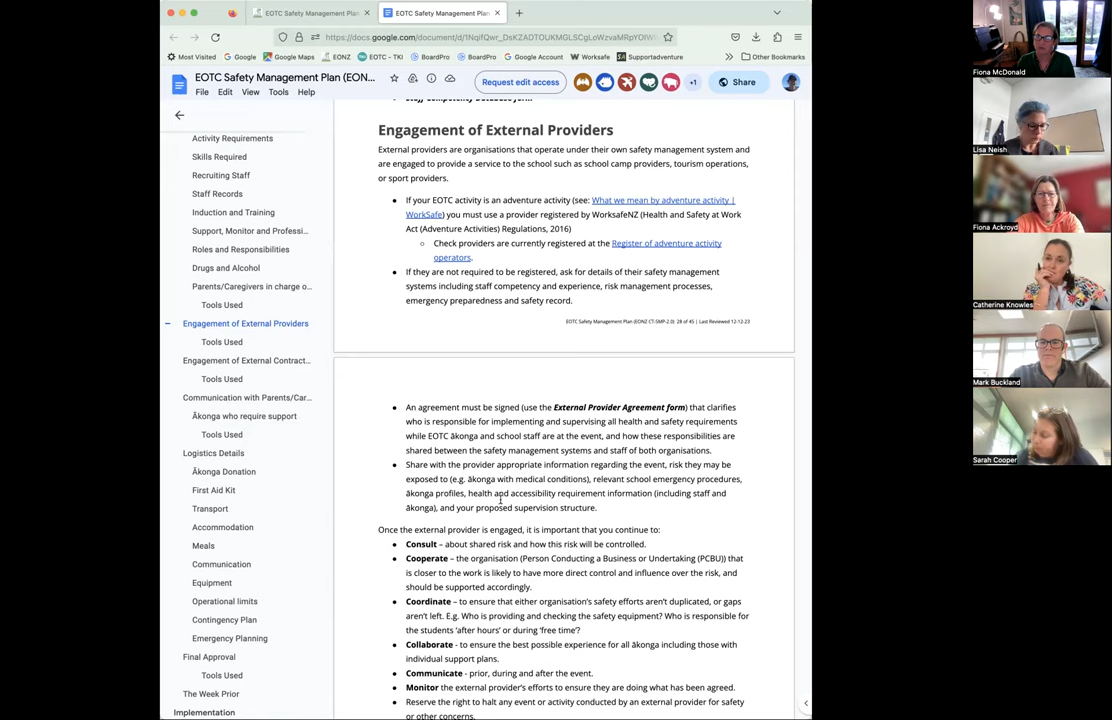 EOTC Safety Management Plan
EOTC Safety Management Plan
Most Visited
Google
Google Maps
EONZ
EOTC - TKI
BoardPro
BoardPro
Google Account
Worksafe
Supportadventure
Other Bookmarks
EOTC Safety Management Plan (EON...
File Edit View Tools Help
Request edit access
+1
Share
Activity Requirements
Skills Required
Recruiting Staff
Staff Records
Induction and Training
Support, Monitor and Professi...
Roles and Responsibilities
Drugs and Alcohol
Parents/Caregivers in charge o...
Tools Used
Engagement of External Providers
Tools Used
Engagement of External Contract...
Tools Used
Communication with Parents/Car...
Ākonga who require support
Tools Used
Logistics Details
Ākonga Donation
First Aid Kit
Transport
Accommodation
Meals
Communication
Equipment
Operational limits
Contingency Plan
Emergency Planning
Final Approval
Tools Used
The Week Prior
Implementation
Engagement of External Providers
External providers are organisations that operate under their own safety management system and
are engaged to provide a service to the school such as school camp providers, tourism operations,
or sport providers.
If your EOTC activity is an adventure activity (see: What we mean by adventure activity |
WorkSafe) you must use a provider registered by WorksafeNZ (Health and Safety at Work
Act (Adventure Activities) Regulations, 2016)
Check providers are currently registered at the Register of adventure activity
operators.
If they are not required to be registered, ask for details of their safety management
systems including staff competency and experience, risk management processes,
emergency preparedness and safety record.
EOTC Safety Management Plan (EONZ CT-SMP-2.0) 28 of 45 | Last Reviewed 12-12-23
An agreement must be signed (use the External Provider Agreement form) that clarifies
who is responsible for implementing and supervising all health and safety requirements
while EOTC ākonga and school staff are at the event, and how these responsibilities are
shared between the safety management systems and staff of both organisations.
Share with the provider appropriate information regarding the event, risk they may be
exposed to (e.g. ākonga with medical conditions), relevant school emergency procedures,
ākonga profiles, health and accessibility requirement information (including staff and
ākonga), and your proposed supervision structure.
Once the external provider is engaged, it is important that you continue to:
Consult – about shared risk and how this risk will be controlled.
Cooperate – the organisation (Person Conducting a Business or Undertaking (PCBU)) that
is closer to the work is likely to have more direct control and influence over the risk, and
should be supported accordingly.
Coordinate – to ensure that either organisation's safety efforts aren't duplicated, or gaps
aren't left. E.g. Who is providing and checking the safety equipment? Who is responsible for
the students 'after hours' or during 'free time'?
Collaborate - to ensure the best possible experience for all ākonga including those with
individual support plans.
Communicate - prior, during and after the event.
Monitor the external provider's efforts to ensure they are doing what has been agreed.
Reserve the right to halt any event or activity conducted by an external provider for safety
or other concerns.
Fiona McDonald
Lisa Neish
Fiona Ackroyd
Catherine Knowles
Mark Buckland
Sarah Cooper